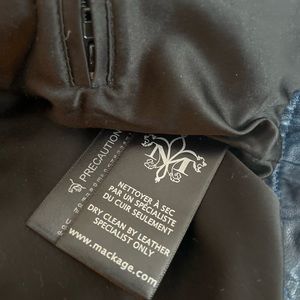 PRECAUTION
NETTOYER À SEC
PAR UN SPÉCIALISTE
DU CUIR SEULEMENT
DRY CLEAN BY LEATHER
SPECIALIST ONLY
www.mackage.com